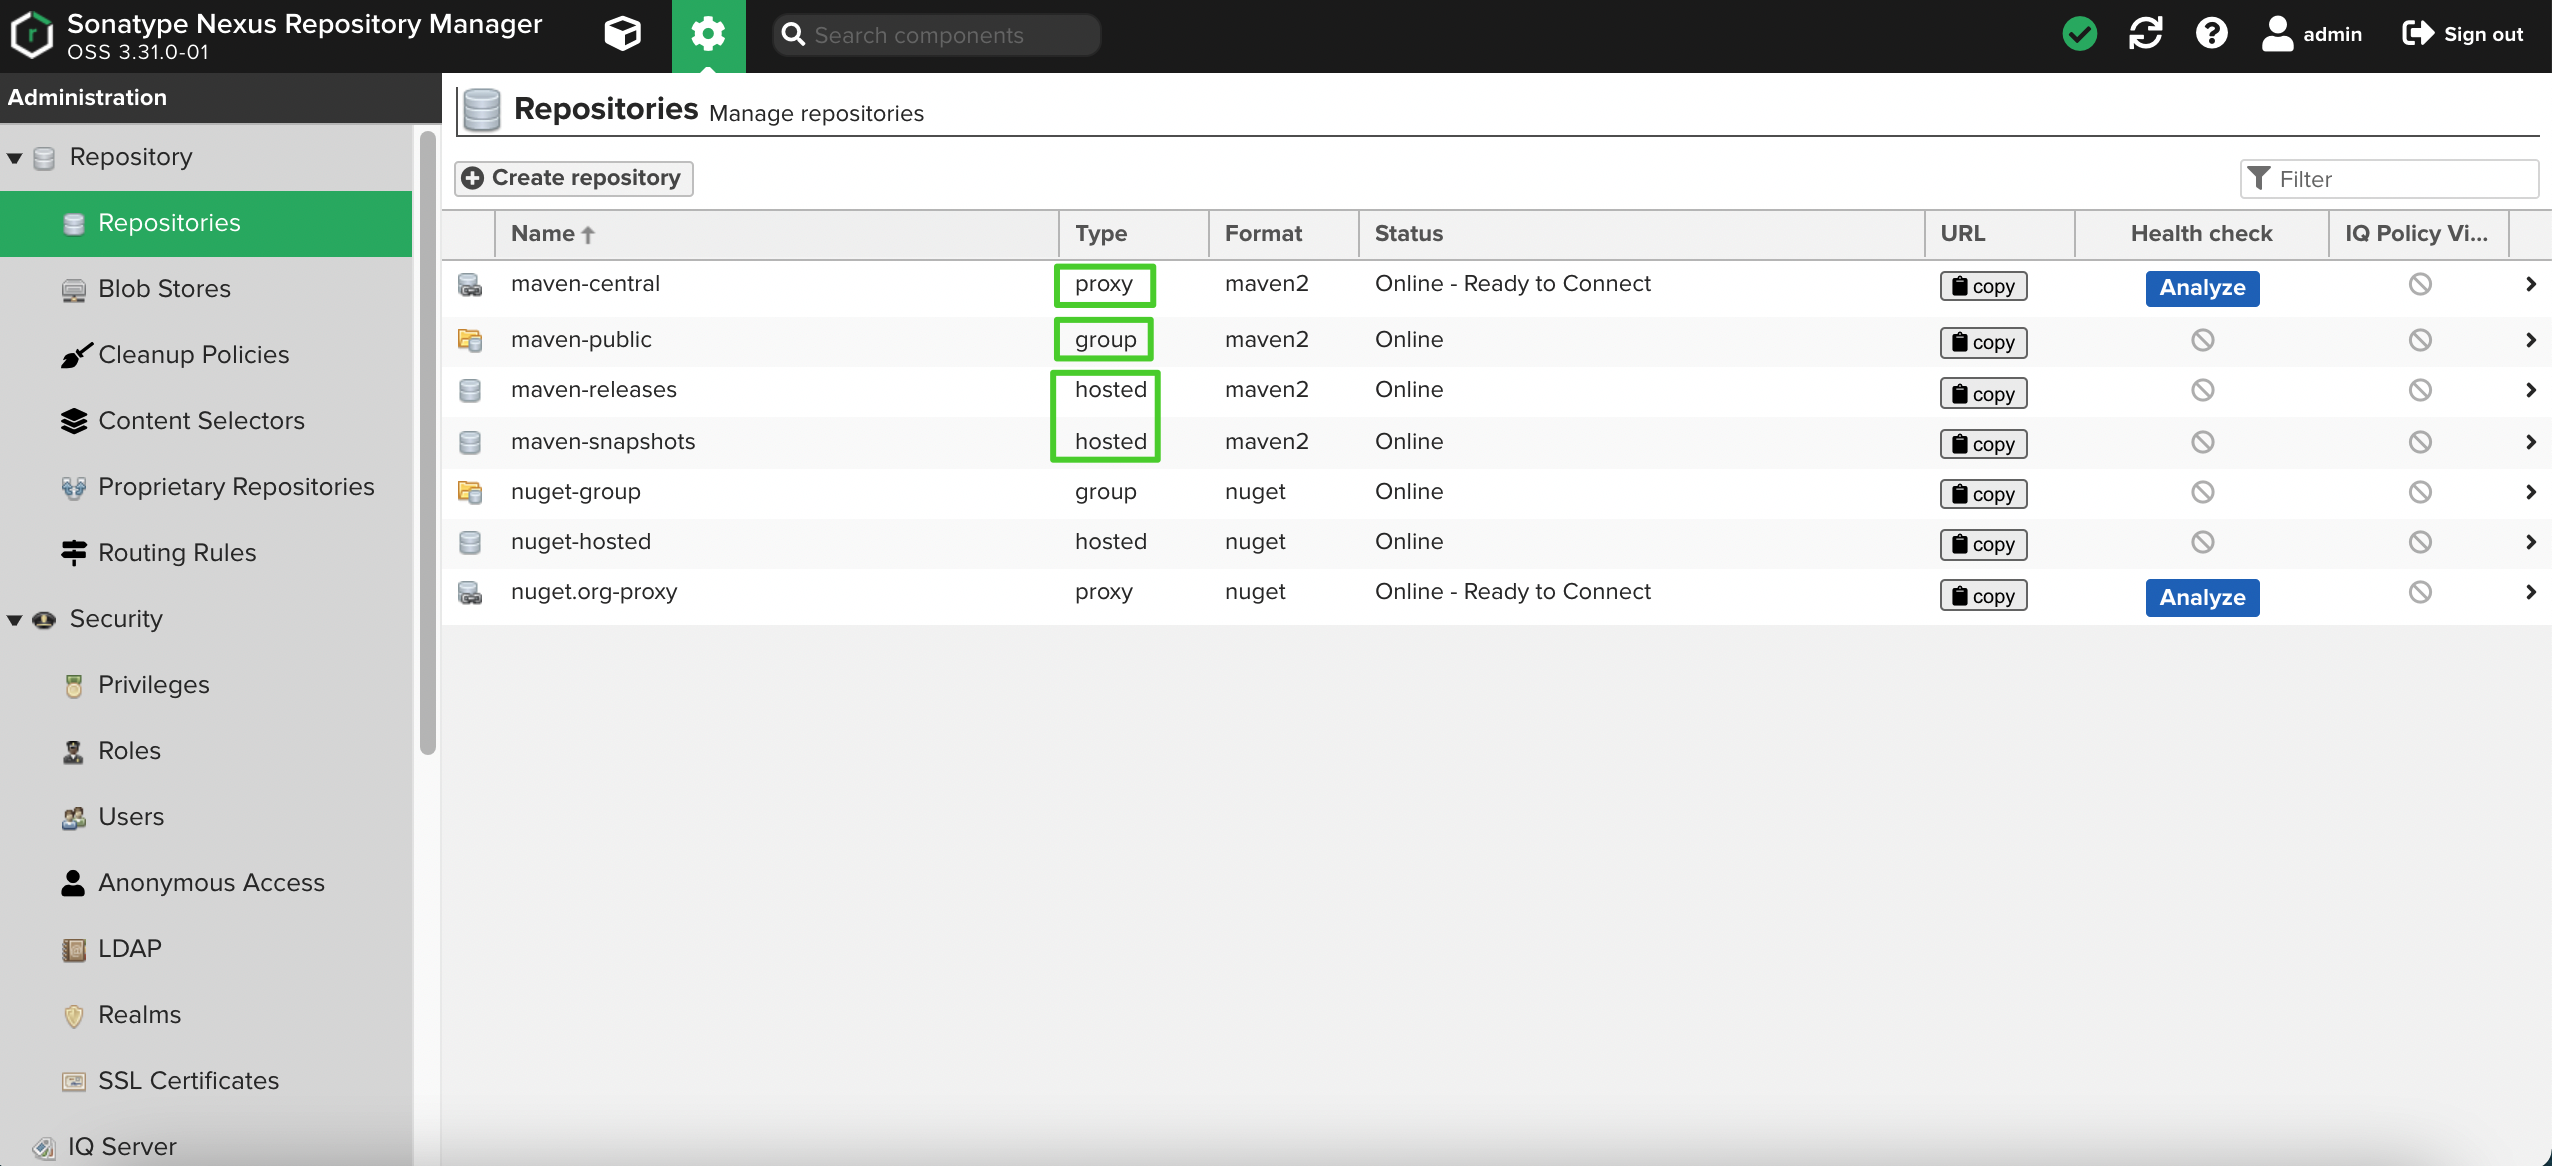 Sonatype Nexus Repository Manager
OSS 3.31.0-01
Search components
admin
Sign out
Administration
Repository
Repositories
Blob Stores
Cleanup Policies
Content Selectors
Proprietary Repositories
Routing Rules
Security
Privileges
Roles
Users
Anonymous Access
LDAP
Realms
SSL Certificates
IQ Server
Repositories Manage repositories
Create repository
Filter
Name Type Format Status URL Health check IQ Policy Vi...
maven-central proxy maven2 Online - Ready to Connect copy Analyze
maven-public group maven2 Online copy
maven-releases hosted maven2 Online copy
maven-snapshots hosted maven2 Online copy
nuget-group group nuget Online copy
nuget-hosted hosted nuget Online copy
nuget.org-proxy proxy nuget Online - Ready to Connect copy Analyze